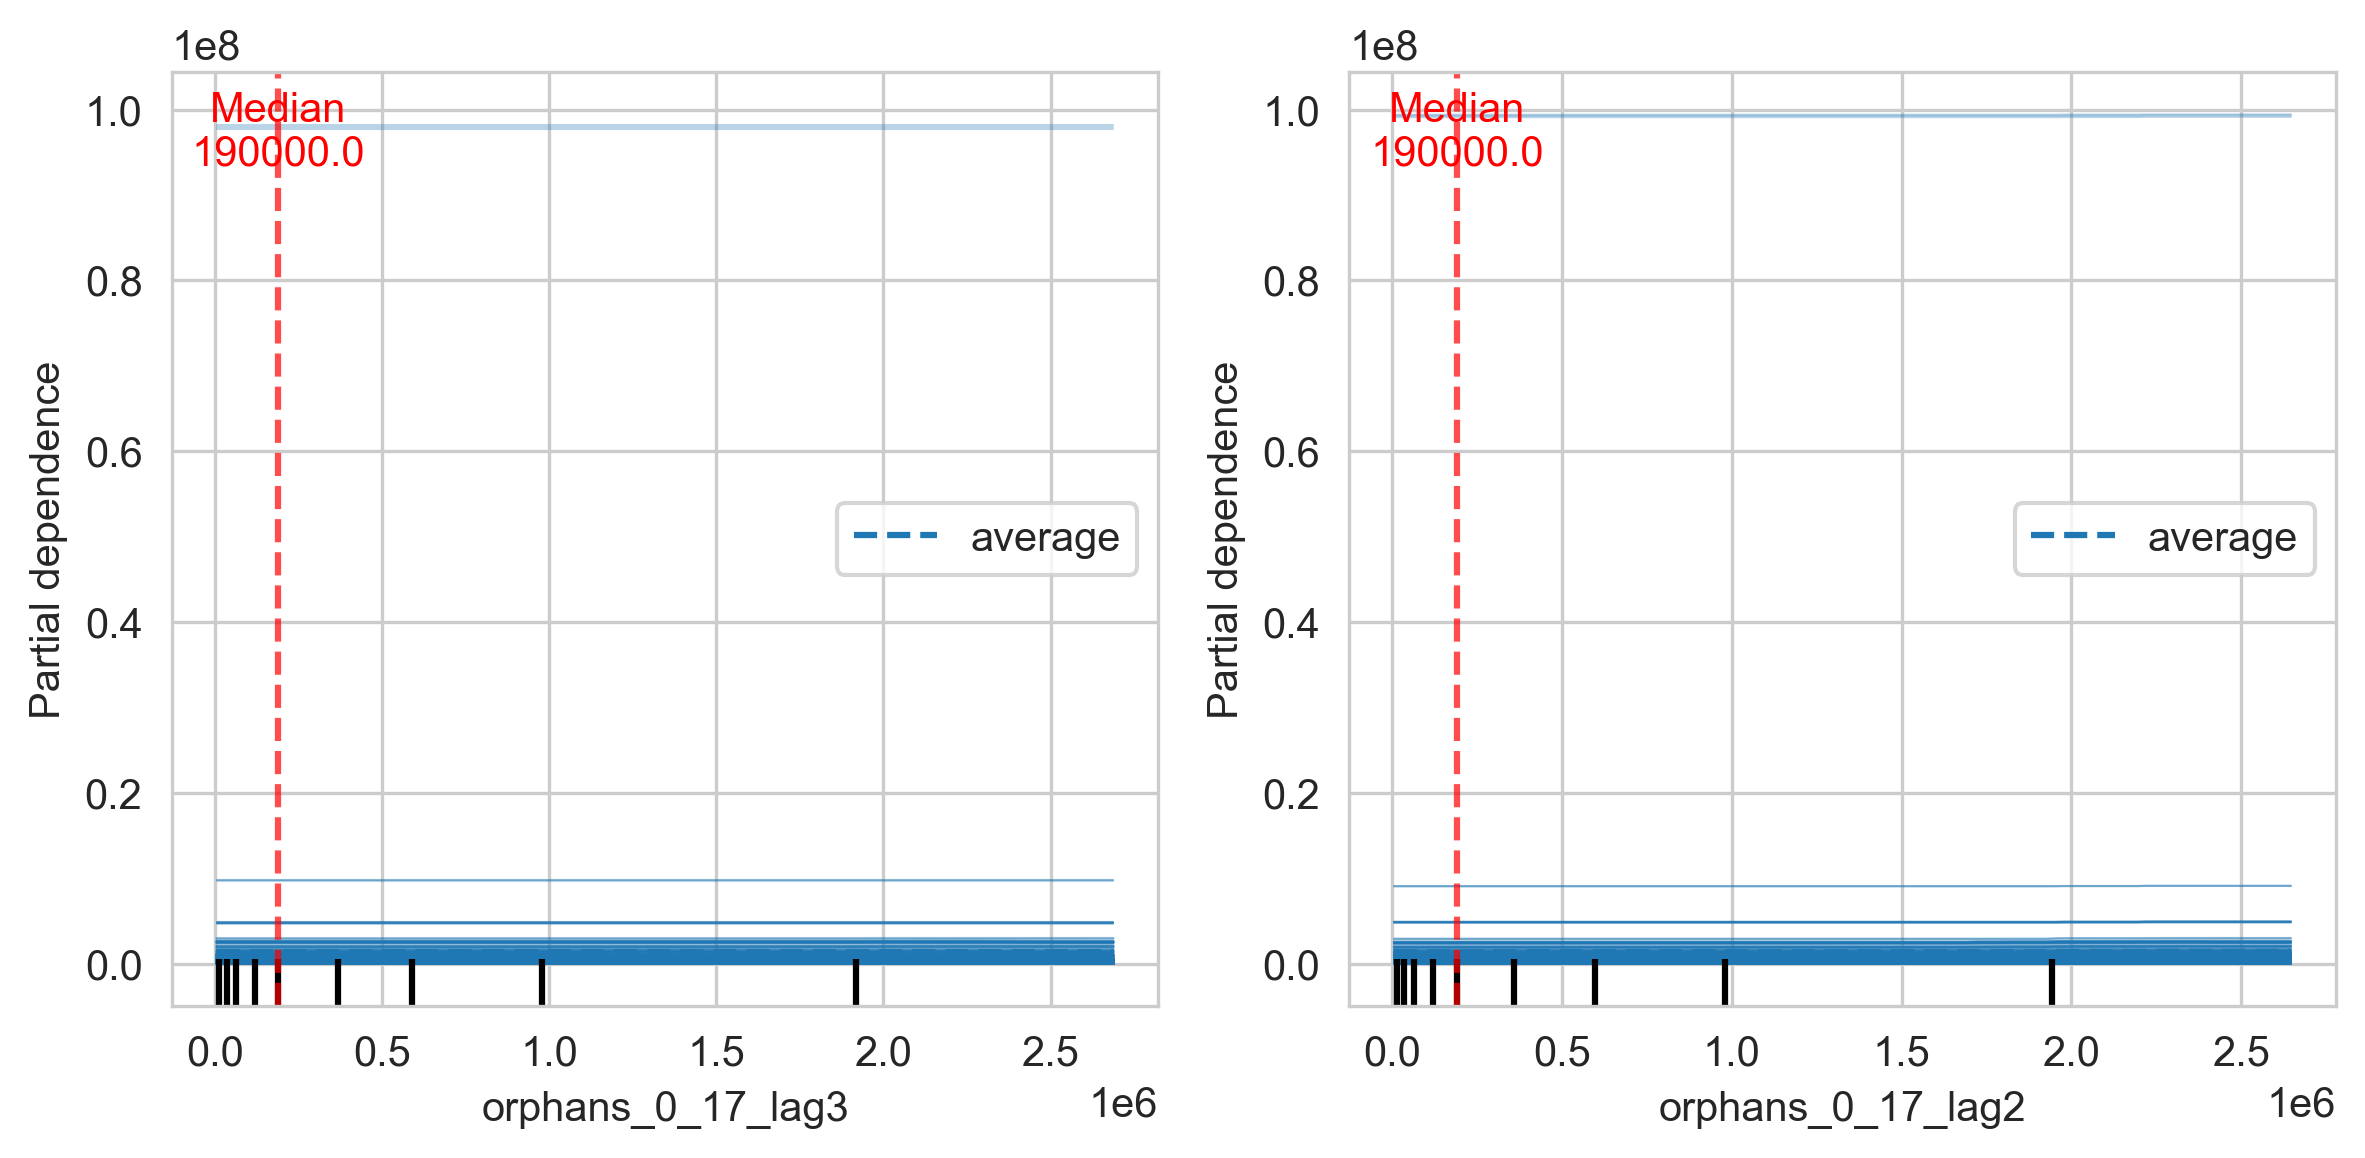 1e8
1.0
0.8
0.6
0.4
0.2
0.0
Partial dependence
Median
190000.0
average
0.0 0.5 1.0 1.5 2.0 2.5
1e6
orphans_0_17_lag3
1e8
1.0
0.8
0.6
0.4
0.2
0.0
Partial dependence
Median
190000.0
average
0.0 0.5 1.0 1.5 2.0 2.5
1e6
orphans_0_17_lag2